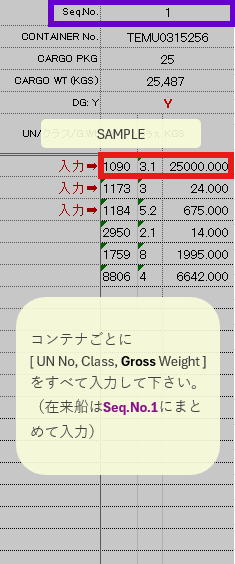 Seq.No. 1
CONTAINER No. TEMU0315256
CARGO PKG 25
CARGO WT (KGS) 25,487
DG: Y Y
SAMPLE
UN/クラス/G.Wt KGS
入力➡ 1090 3.1 25000.000
入力➡ 1173 3 24.000
入力➡ 1184 5.2 675.000
2950 2.1 14.000
1759 8 1995.000
8806 4 6642.000
コンテナごとに
[ UN No, Class, Gross Weight ]
をすべて入力して下さい。
（在来船はSeq.No.1にまと
めて入力）